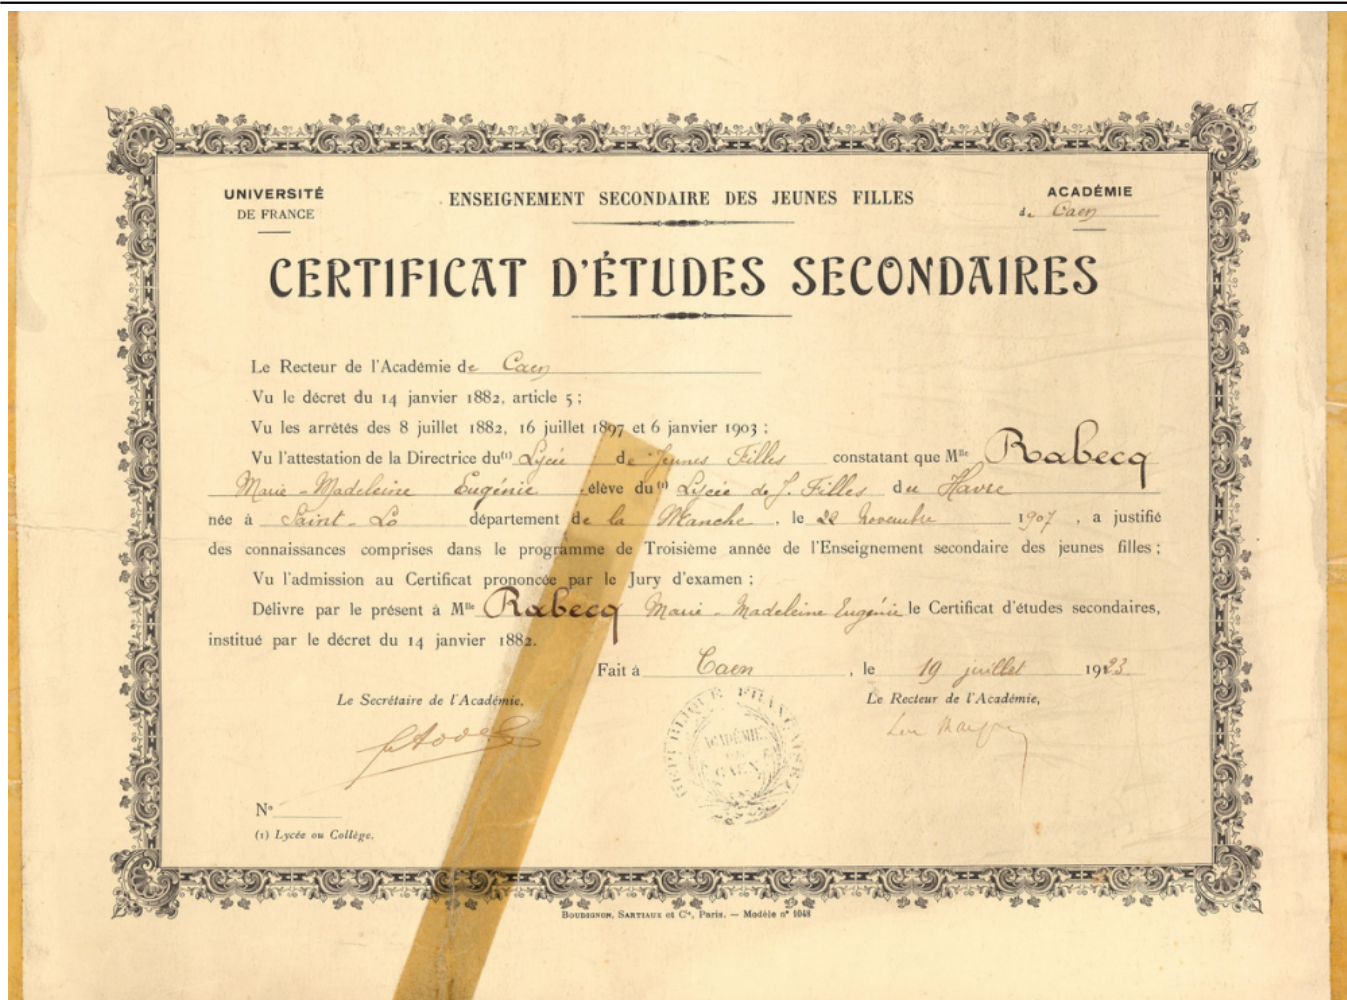 UNIVERSITÉ
DE FRANCE
ENSEIGNEMENT SECONDAIRE DES JEUNES FILLES
ACADÉMIE
de Caen
CERTIFICAT D'ÉTUDES SECONDAIRES
Le Recteur de l'Académie de Caen
Vu le décret du 14 janvier 1882, article 5 ;
Vu les arrêtés des 8 juillet 1882, 16 juillet 1897 et 6 janvier 1903 ;
Vu l'attestation de la Directrice du (1) Lycée de Jeunes Filles constatant que Mlle Rabecq
Marie-Madeleine Eugénie élève du (1) Lycée de J. Filles du Havre
née à Saint-Lo département de la Manche, le 22 novembre 1907, a justifié
des connaissances comprises dans le programme de Troisième année de l'Enseignement secondaire des jeunes filles ;
Vu l'admission au Certificat prononcée par le Jury d'examen ;
Délivre par le présent à Mlle Rabecq Marie-Madeleine Eugénie le Certificat d'études secondaires,
institué par le décret du 14 janvier 1882.
Fait à Caen, le 19 juillet 1923
Le Secrétaire de l'Académie,
Le Recteur de l'Académie,
RÉPUBLIQUE FRANÇAISE
ACADÉMIE
DE
CAEN
No
(1) Lycée ou Collège.
BOUDIGNON, SARTIAUX et Cie, Paris. — Modèle n° 1048